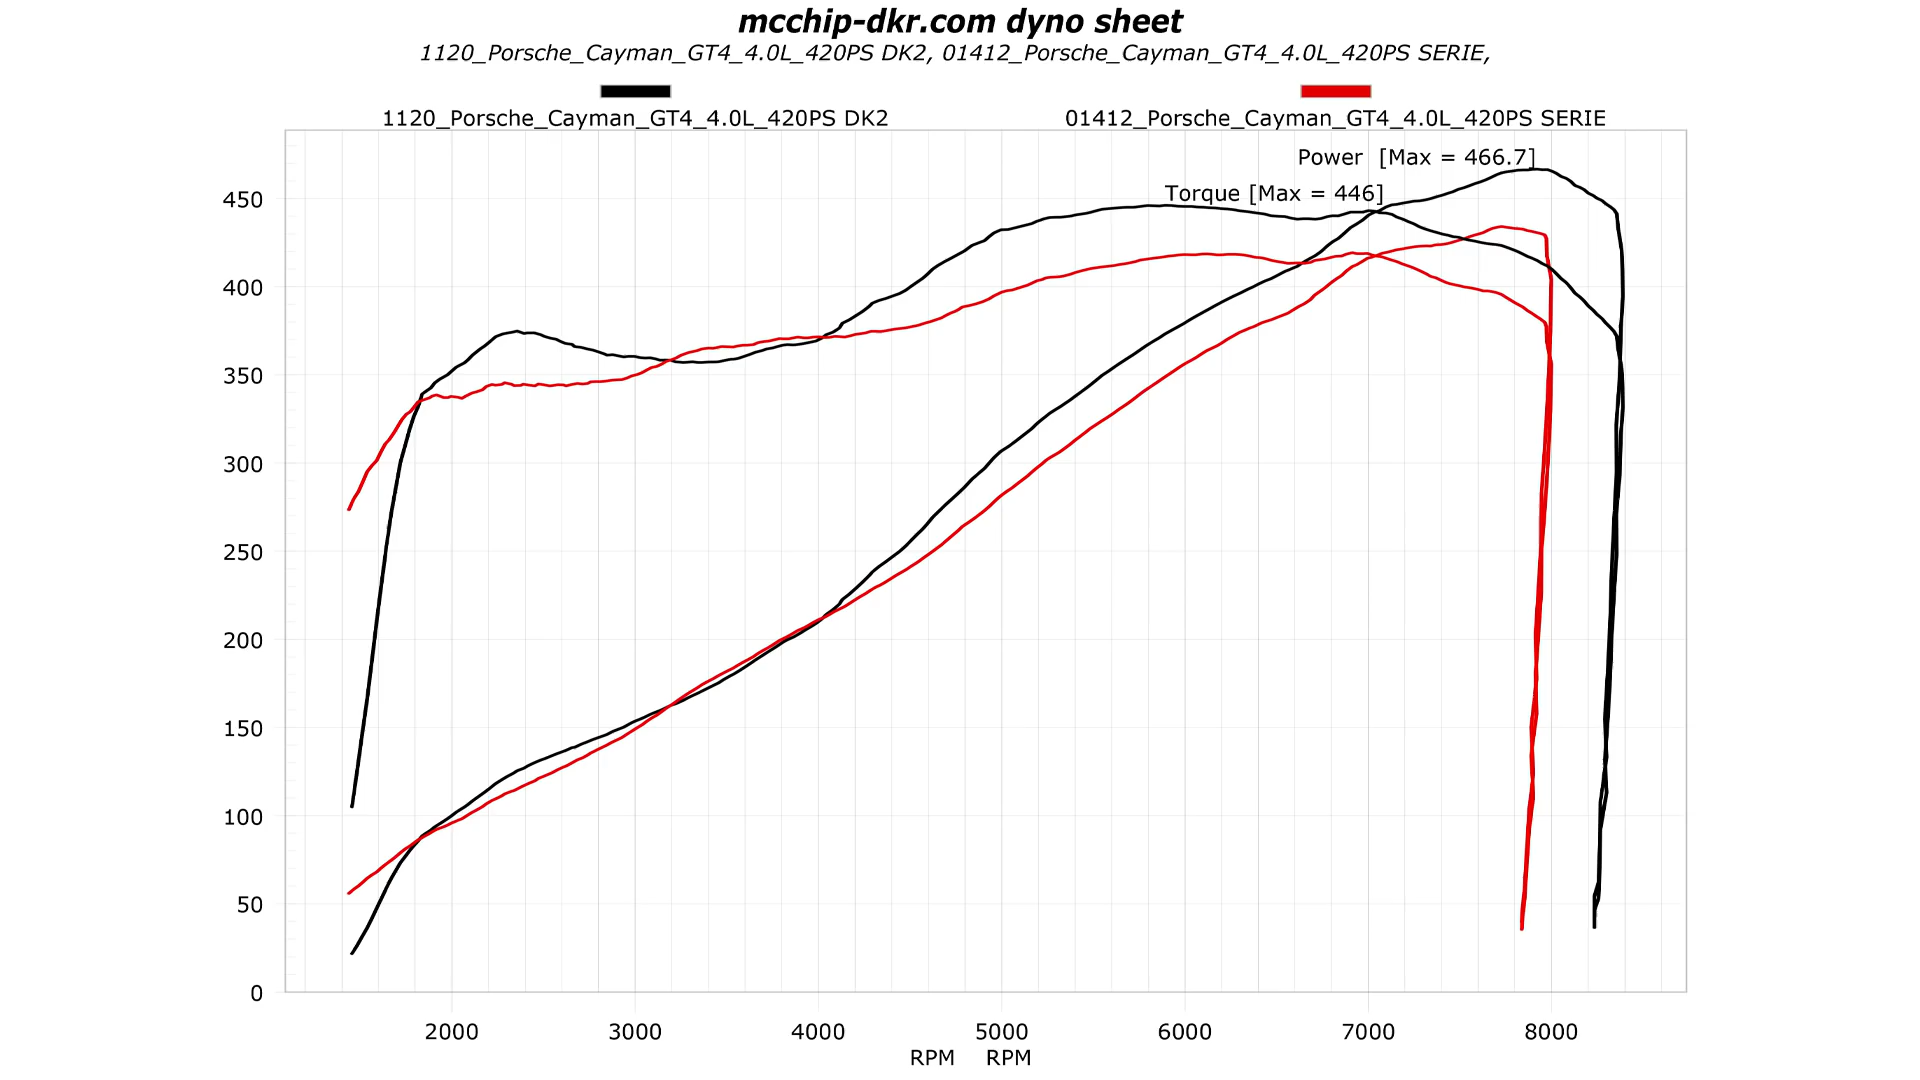 mcchip-dkr.com dyno sheet
1120_Porsche_Cayman_GT4_4.0L_420PS DK2, 01412_Porsche_Cayman_GT4_4.0L_420PS SERIE,
1120_Porsche_Cayman_GT4_4.0L_420PS DK2
01412_Porsche_Cayman_GT4_4.0L_420PS SERIE
Power [Max = 466.7]
Torque [Max = 446]
450
400
350
300
250
200
150
100
50
0
2000 3000 4000 5000 6000 7000 8000
RPM RPM